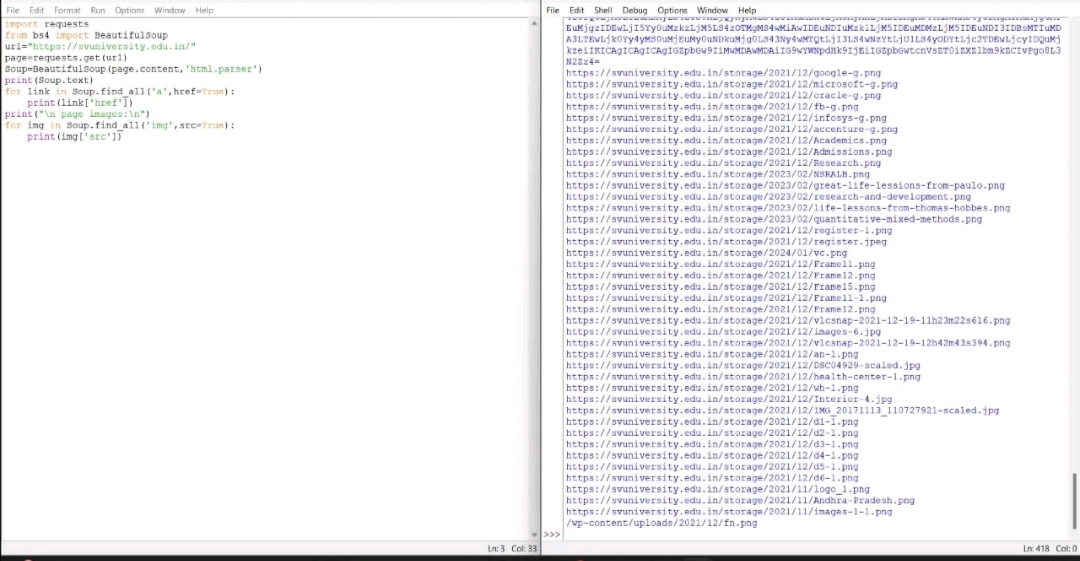 File Edit Format Run Options Window Help
import requests
from bs4 import BeautifulSoup
url="https://svuniversity.edu.in/"
page=requests.get(url)
Soup=BeautifulSoup(page.content,'html.parser')
print(Soup.text)
for link in Soup.find_all('a',href=True):
    print(link['href'])
print("\n page images:\n")
for img in Soup.find_all('img',src=True):
    print(img['src'])
Ln: 3 Col: 33
File Edit Shell Debug Options Window Help
N2Zz4=
https://svuniversity.edu.in/storage/2021/12/google-g.png
https://svuniversity.edu.in/storage/2021/12/microsoft-g.png
https://svuniversity.edu.in/storage/2021/12/oracle-g.png
https://svuniversity.edu.in/storage/2021/12/fb-g.png
https://svuniversity.edu.in/storage/2021/12/infosys-g.png
https://svuniversity.edu.in/storage/2021/12/accenture-g.png
https://svuniversity.edu.in/storage/2021/12/Academics.png
https://svuniversity.edu.in/storage/2021/12/Admissions.png
https://svuniversity.edu.in/storage/2021/12/Research.png
https://svuniversity.edu.in/storage/2023/02/NSRALB.png
https://svuniversity.edu.in/storage/2023/02/great-life-lessions-from-paulo.png
https://svuniversity.edu.in/storage/2023/02/research-and-development.png
https://svuniversity.edu.in/storage/2023/02/life-lessons-from-thomas-hobbes.png
https://svuniversity.edu.in/storage/2023/02/quantitative-mixed-methods.png
https://svuniversity.edu.in/storage/2021/12/register-1.png
https://svuniversity.edu.in/storage/2021/12/register.jpeg
https://svuniversity.edu.in/storage/2024/01/vc.png
https://svuniversity.edu.in/storage/2021/12/Frame11.png
https://svuniversity.edu.in/storage/2021/12/Frame12.png
https://svuniversity.edu.in/storage/2021/12/Frame15.png
https://svuniversity.edu.in/storage/2021/12/Frame11-1.png
https://svuniversity.edu.in/storage/2021/12/Frame12.png
https://svuniversity.edu.in/storage/2021/12/vlcsnap-2021-12-19-11h23m22s616.png
https://svuniversity.edu.in/storage/2021/12/images-6.jpg
https://svuniversity.edu.in/storage/2021/12/vlcsnap-2021-12-19-12h42m43s394.png
https://svuniversity.edu.in/storage/2021/12/an-1.png
https://svuniversity.edu.in/storage/2021/12/DSC04929-scaled.jpg
https://svuniversity.edu.in/storage/2021/12/health-center-1.png
https://svuniversity.edu.in/storage/2021/12/wh-1.png
https://svuniversity.edu.in/storage/2021/12/Interior-4.jpg
https://svuniversity.edu.in/storage/2021/12/IMG_20171113_110727921-scaled.jpg
https://svuniversity.edu.in/storage/2021/12/d1-1.png
https://svuniversity.edu.in/storage/2021/12/d2-1.png
https://svuniversity.edu.in/storage/2021/12/d3-1.png
https://svuniversity.edu.in/storage/2021/12/d4-1.png
https://svuniversity.edu.in/storage/2021/12/d5-1.png
https://svuniversity.edu.in/storage/2021/12/d6-1.png
https://svuniversity.edu.in/storage/2021/11/logo_1.png
https://svuniversity.edu.in/storage/2021/11/Andhra-Pradesh.png
https://svuniversity.edu.in/storage/2021/11/images-1-1.png
/wp-content/uploads/2021/12/fn.png
>>>
Ln: 418 Col: 0